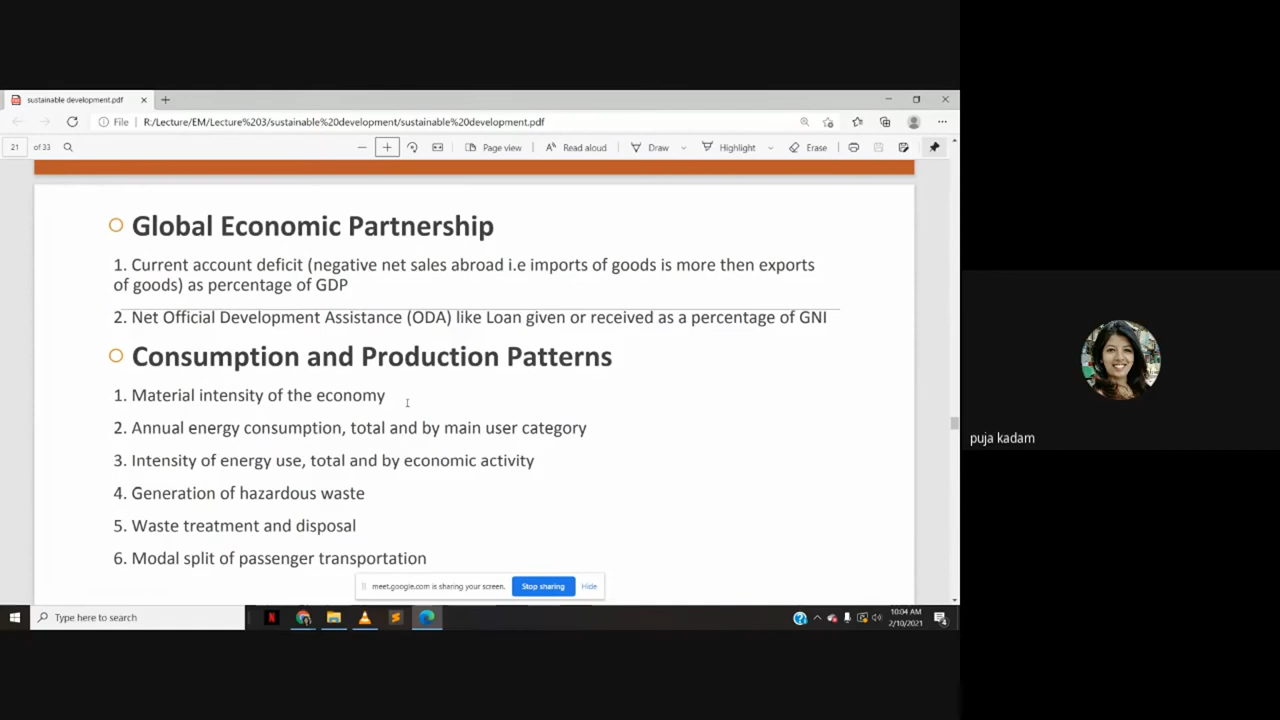 sustainable development.pdf
File
R:/Lecture/EM/Lecture%203/sustainable%20development/sustainable%20development.pdf
21 of 33
Page view
Read aloud
Draw
Highlight
Erase
Global Economic Partnership
1. Current account deficit (negative net sales abroad i.e imports of goods is more then exports
of goods) as percentage of GDP
2. Net Official Development Assistance (ODA) like Loan given or received as a percentage of GNI
Consumption and Production Patterns
1. Material intensity of the economy
2. Annual energy consumption, total and by main user category
3. Intensity of energy use, total and by economic activity
4. Generation of hazardous waste
5. Waste treatment and disposal
6. Modal split of passenger transportation
meet.google.com is sharing your screen. Stop sharing Hide
puja kadam
Type here to search
10:04 AM
2/10/2021